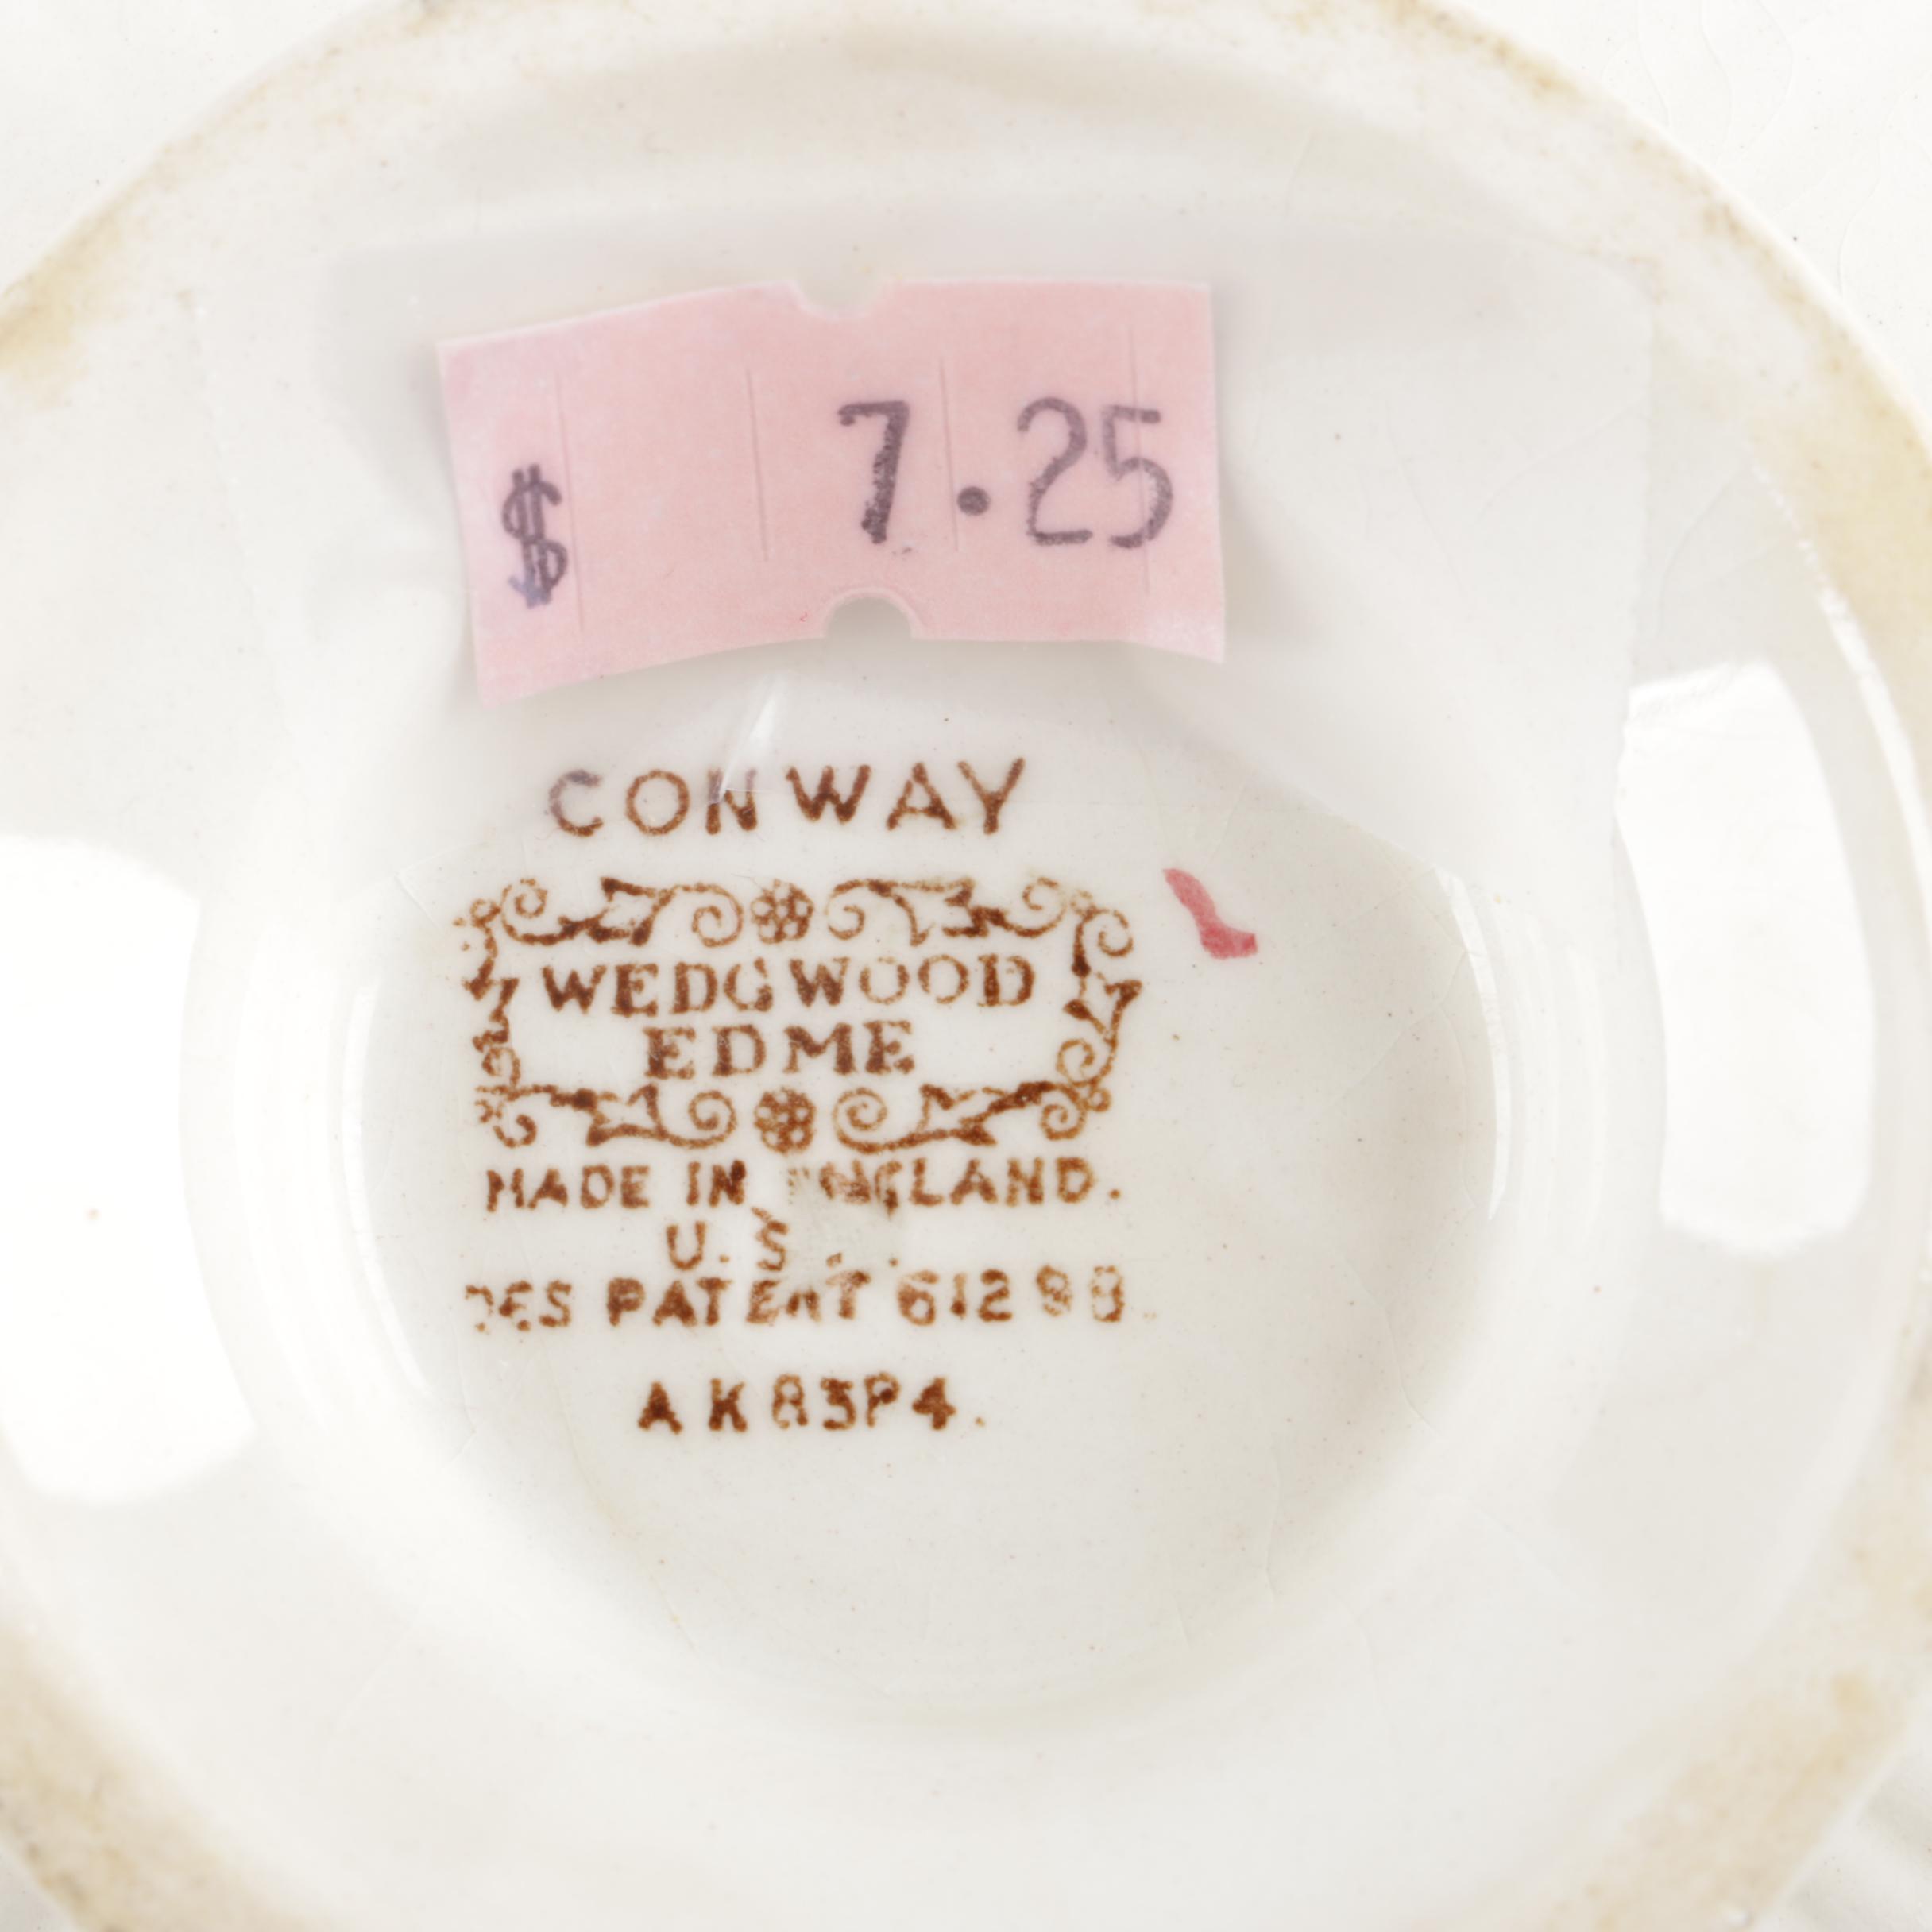 $ 7.25
CONWAY
WEDGWOOD
EDME
MADE IN ENGLAND.
U.S.
DES PATENT 61298
AK83P4.